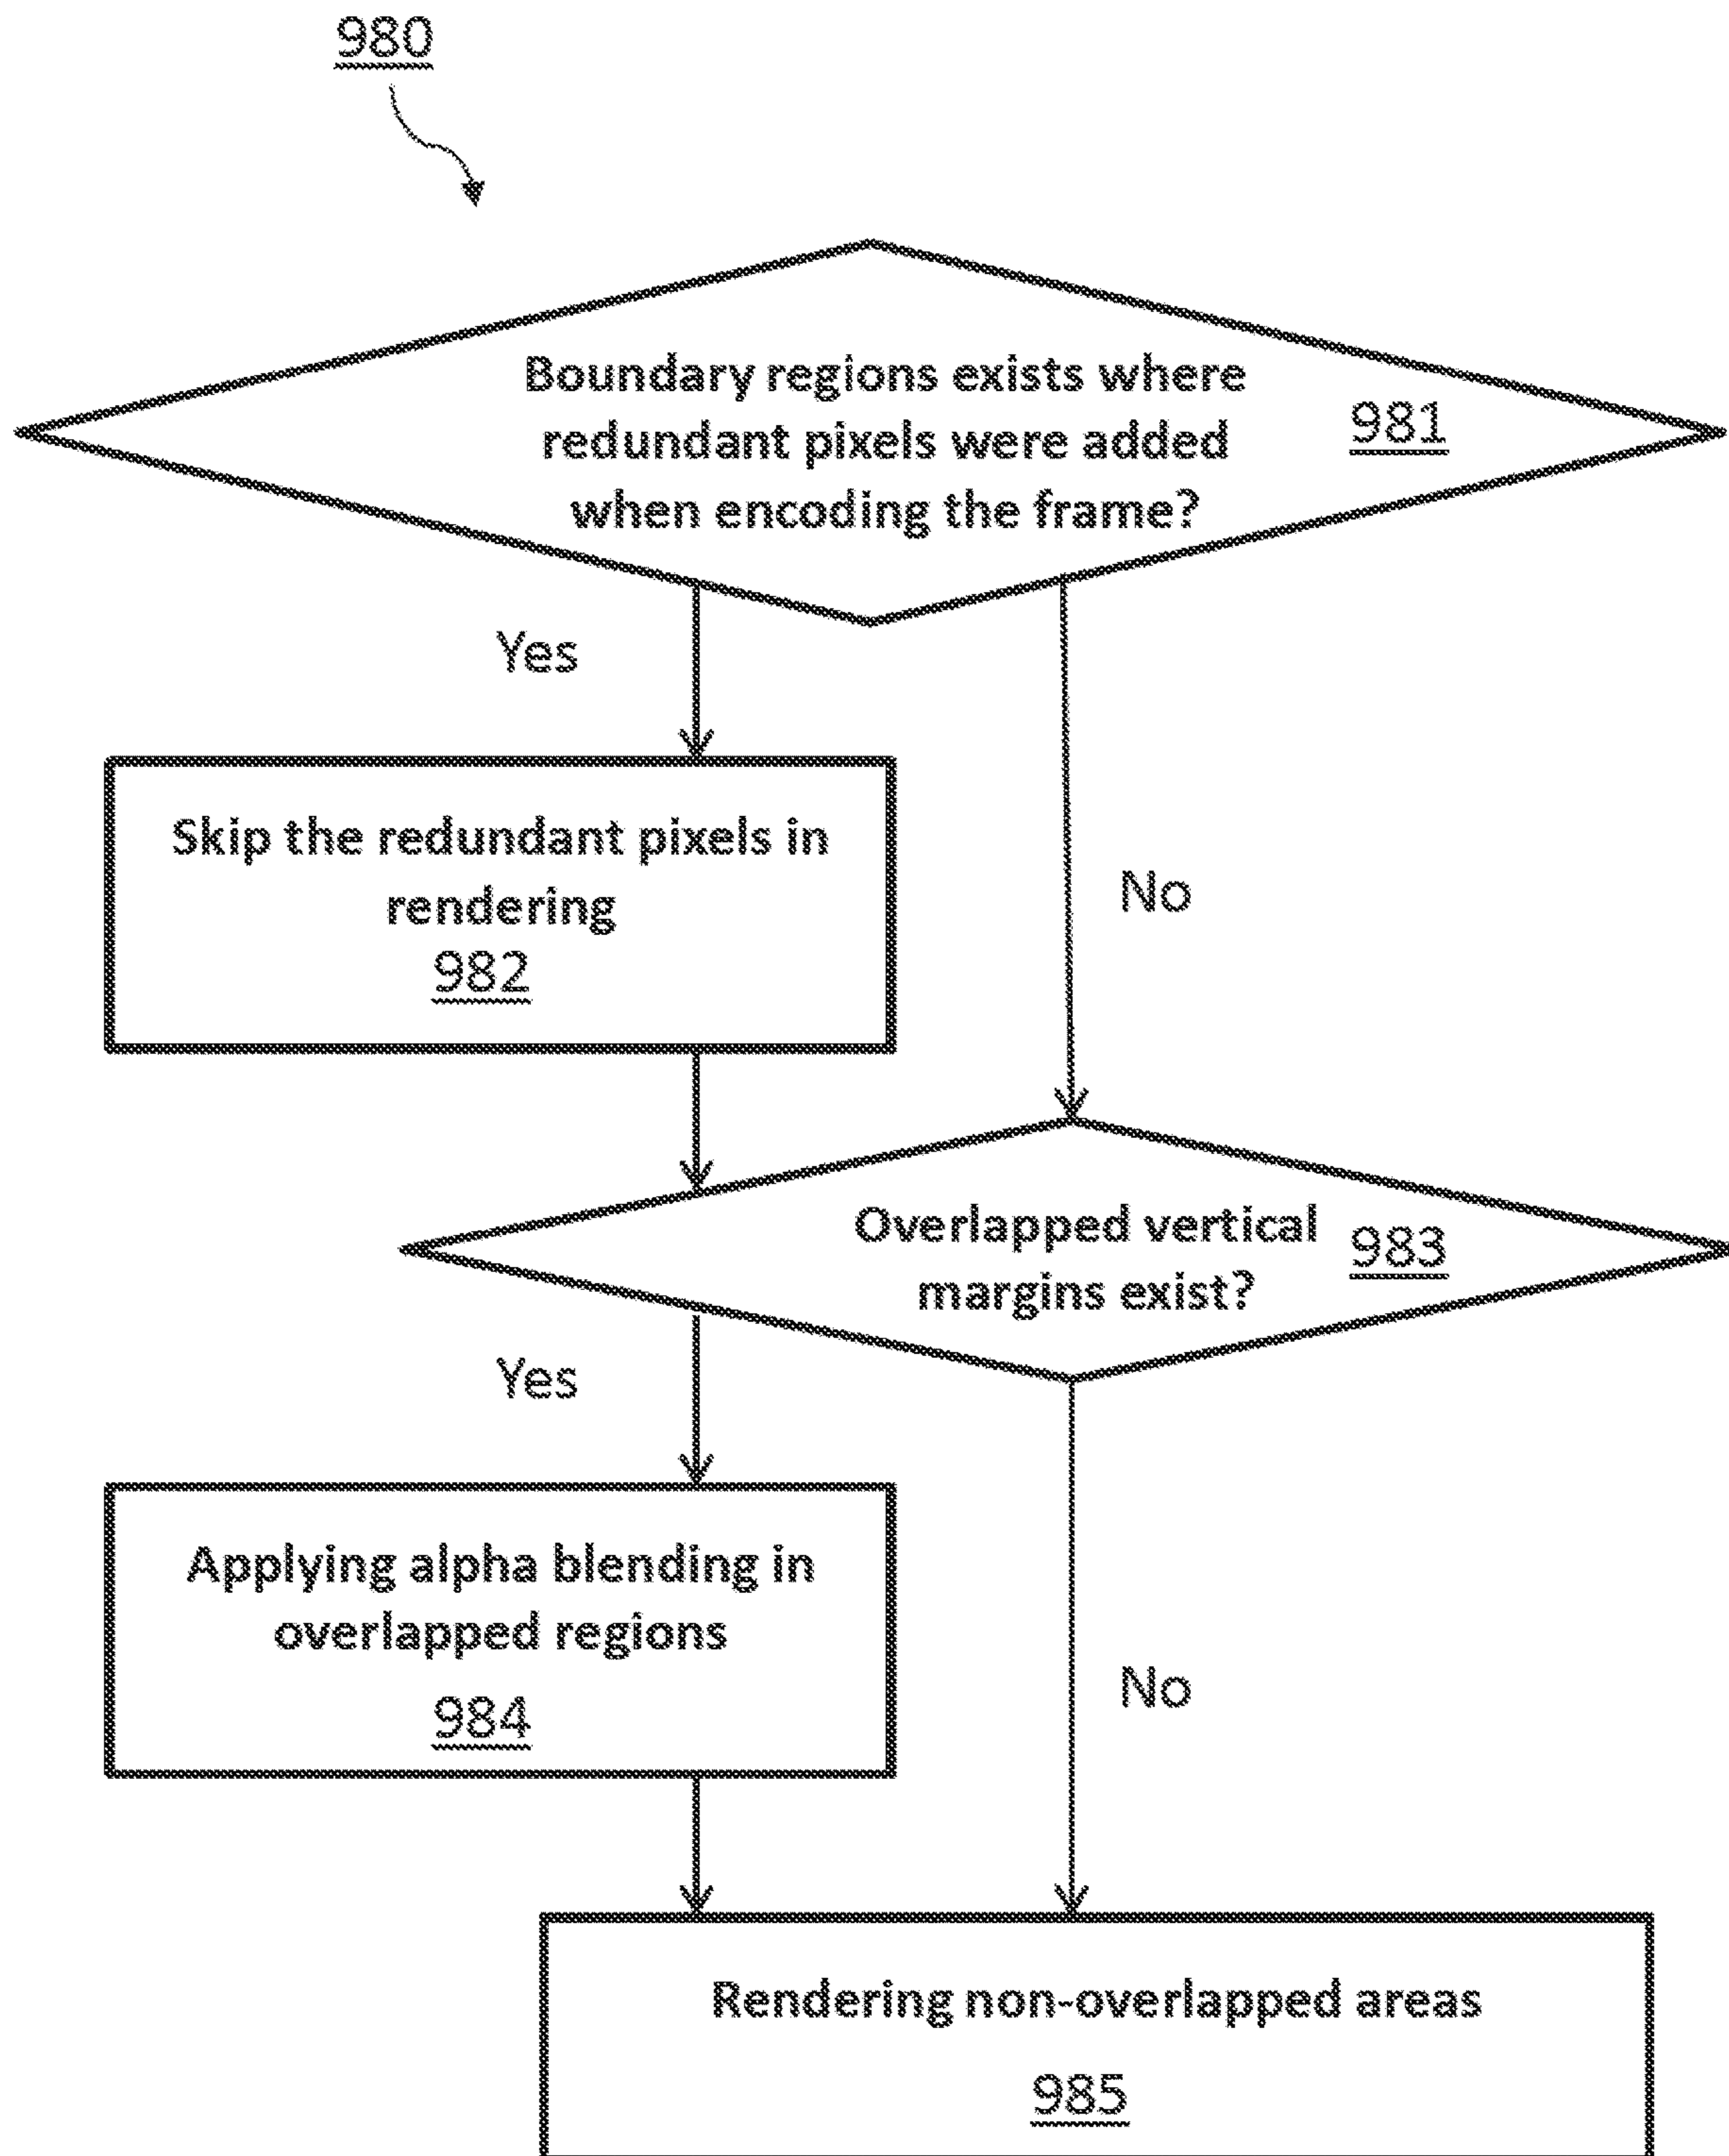 980
Boundary regions exists where
redundant pixels were added
when encoding the frame?
981
Yes
No
Skip the redundant pixels in
rendering
982
Overlapped vertical
margins exist?
983
Yes
No
Applying alpha blending in
overlapped regions
984
Rendering non-overlapped areas
985